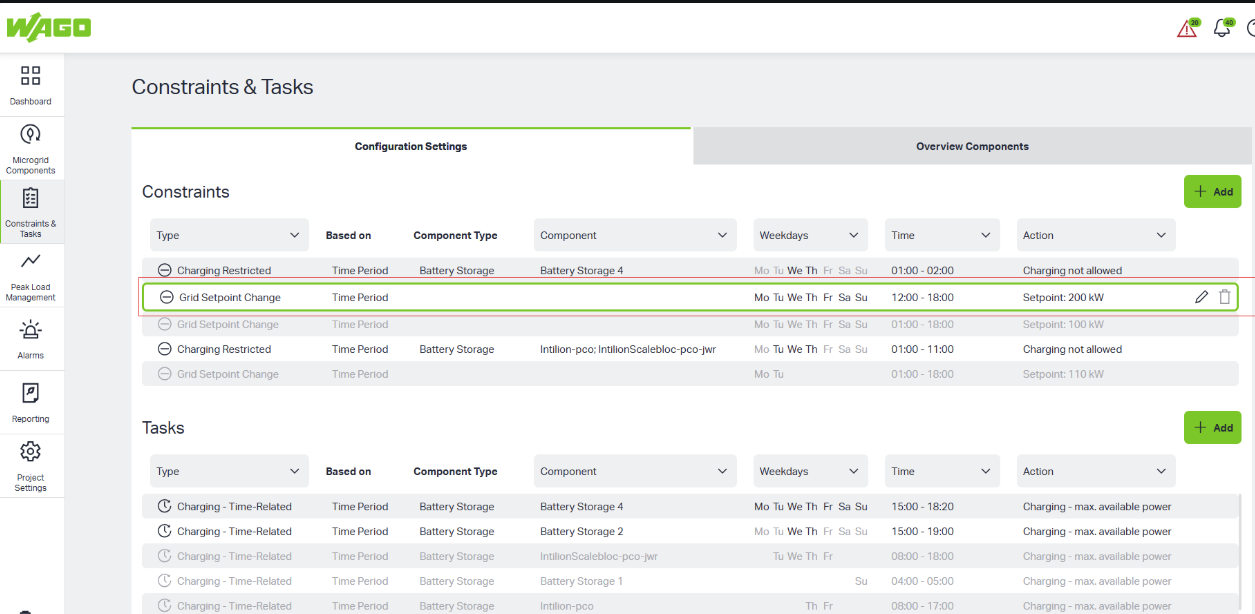 WAGO
20
40
Constraints & Tasks
Dashboard
Microgrid
Components
Constraints &
Tasks
Peak Load
Management
Alarms
Reporting
Project
Settings
Configuration Settings
Overview Components
Constraints
Add
Type Based on Component Type Component Weekdays Time Action
Charging Restricted Time Period Battery Storage Battery Storage 4 Mo Tu We Th Fr Sa Su 01:00 - 02:00 Charging not allowed
Grid Setpoint Change Time Period Mo Tu We Th Fr Sa Su 12:00 - 18:00 Setpoint: 200 kW
Grid Setpoint Change Time Period Mo Tu We Th Fr Sa Su 01:00 - 18:00 Setpoint: 100 kW
Charging Restricted Time Period Battery Storage Intilion-pco; IntilionScalebloc-pco-jwr Mo Tu We Th Fr Sa Su 01:00 - 11:00 Charging not allowed
Grid Setpoint Change Time Period Mo Tu 01:00 - 18:00 Setpoint: 110 kW
Tasks
Add
Type Based on Component Type Component Weekdays Time Action
Charging - Time-Related Time Period Battery Storage Battery Storage 4 Mo Tu We Th Fr Sa Su 15:00 - 18:20 Charging - max. available power
Charging - Time-Related Time Period Battery Storage Battery Storage 2 Mo Tu We Th Fr Sa Su 15:00 - 19:00 Charging - max. available power
Charging - Time-Related Time Period Battery Storage IntilionScalebloc-pco-jwr Tu We Th Fr 08:00 - 18:00 Charging - max. available power
Charging - Time-Related Time Period Battery Storage Battery Storage 1 Su 04:00 - 05:00 Charging - max. available power
Charging - Time-Related Time Period Battery Storage Intilion-pco Th Fr 08:00 - 17:00 Charging - max. available power